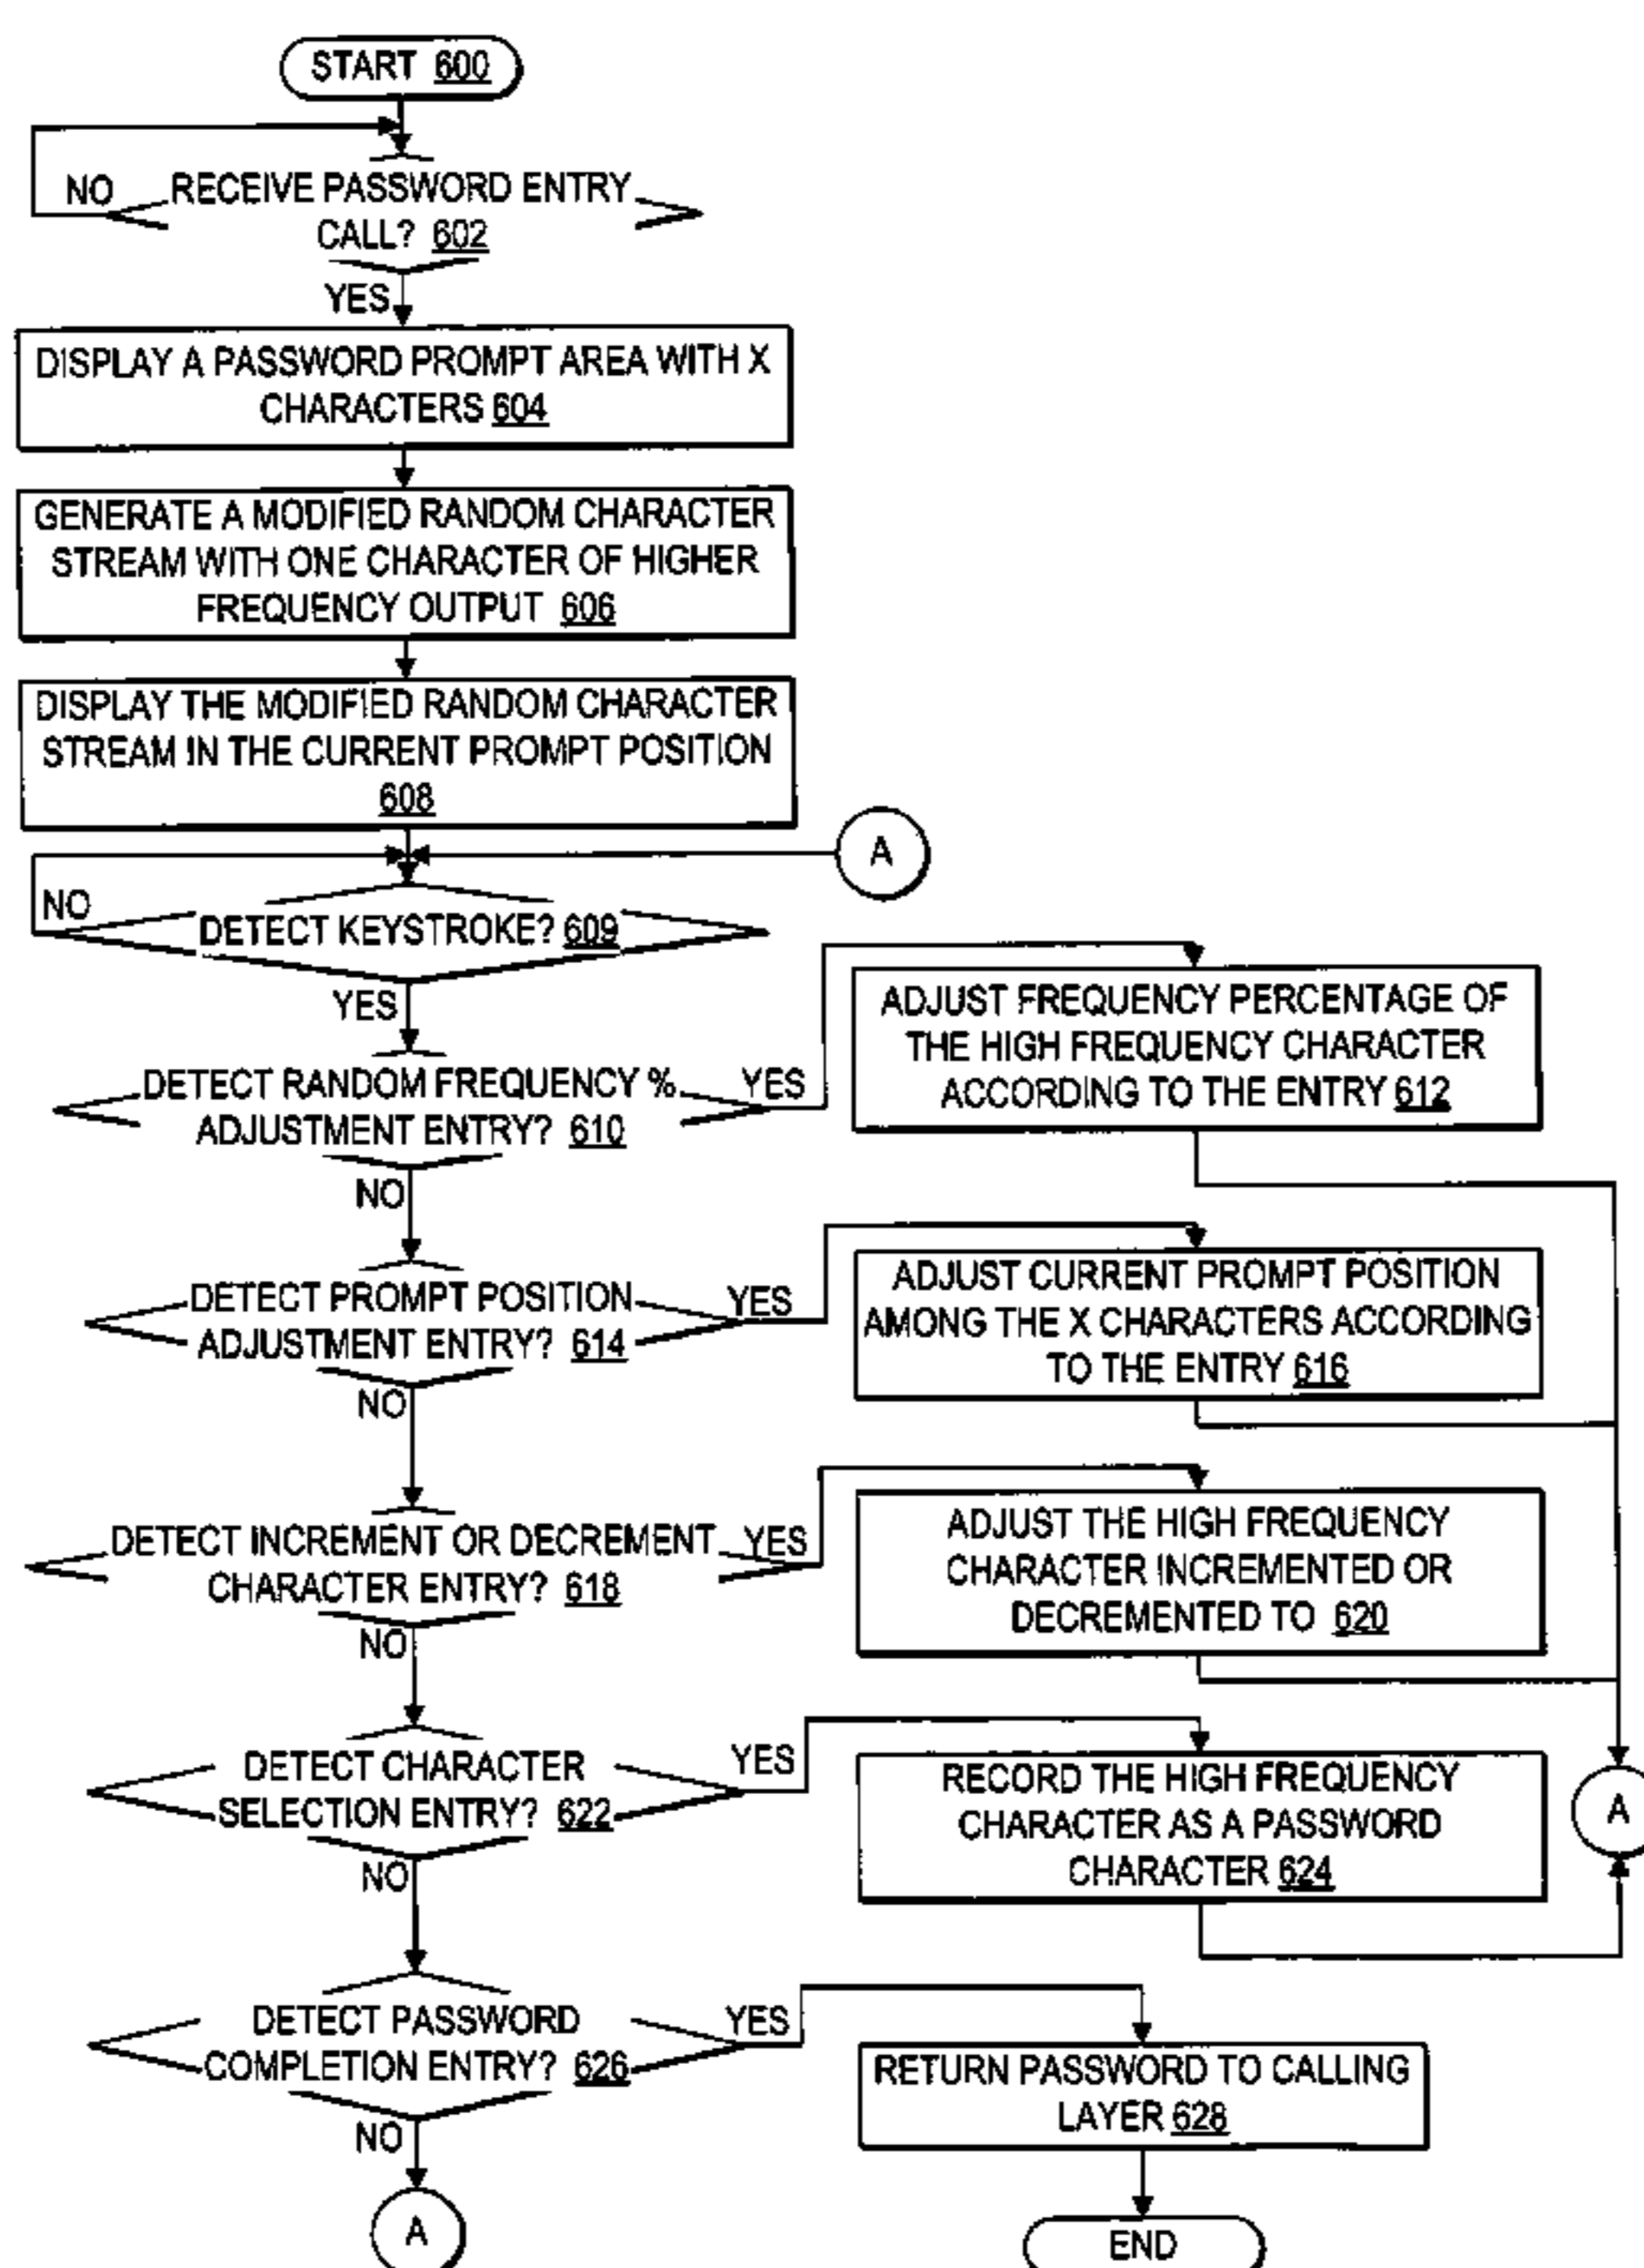 START 600
NO
RECEIVE PASSWORD ENTRY
CALL? 602
YES
DISPLAY A PASSWORD PROMPT AREA WITH X
CHARACTERS 604
GENERATE A MODIFIED RANDOM CHARACTER
STREAM WITH ONE CHARACTER OF HIGHER
FREQUENCY OUTPUT 606
DISPLAY THE MODIFIED RANDOM CHARACTER
STREAM IN THE CURRENT PROMPT POSITION
608
A
NO
DETECT KEYSTROKE? 609
YES
DETECT RANDOM FREQUENCY %
ADJUSTMENT ENTRY? 610
YES
ADJUST FREQUENCY PERCENTAGE OF
THE HIGH FREQUENCY CHARACTER
ACCORDING TO THE ENTRY 612
NO
DETECT PROMPT POSITION
ADJUSTMENT ENTRY? 614
YES
ADJUST CURRENT PROMPT POSITION
AMONG THE X CHARACTERS ACCORDING
TO THE ENTRY 616
NO
DETECT INCREMENT OR DECREMENT
CHARACTER ENTRY? 618
YES
ADJUST THE HIGH FREQUENCY
CHARACTER INCREMENTED OR
DECREMENTED TO 620
NO
DETECT CHARACTER
SELECTION ENTRY? 622
YES
RECORD THE HIGH FREQUENCY
CHARACTER AS A PASSWORD
CHARACTER 624
A
NO
DETECT PASSWORD
COMPLETION ENTRY? 626
YES
RETURN PASSWORD TO CALLING
LAYER 628
NO
A
END